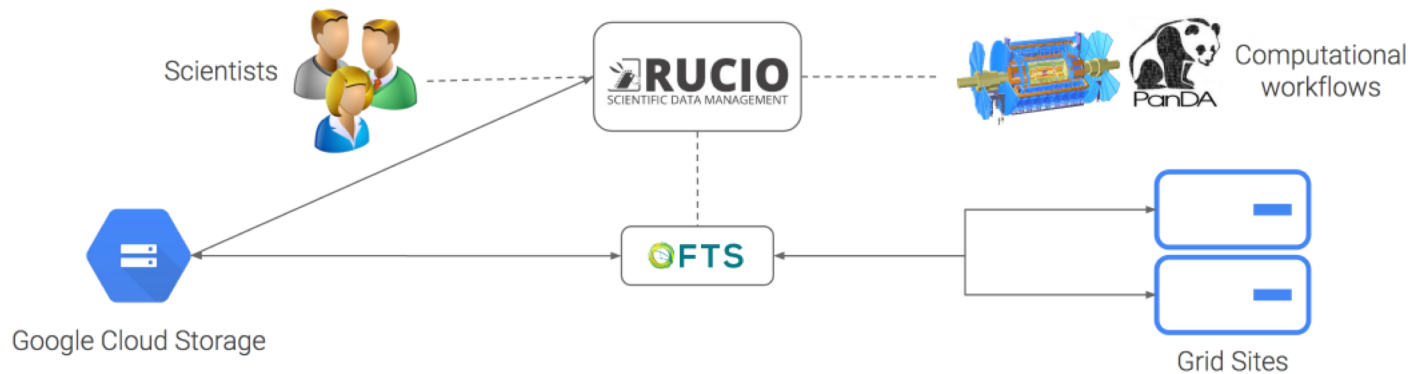 Scientists
RUCIO
SCIENTIFIC DATA MANAGEMENT
PanDA
Computational
workflows
FTS
Google Cloud Storage
Grid Sites